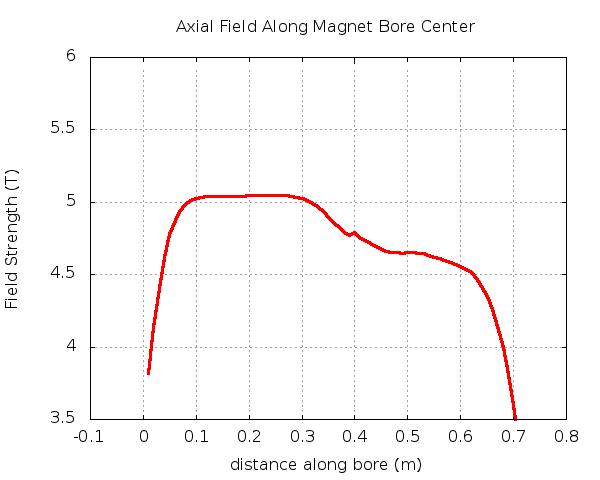 Axial Field Along Magnet Bore Center
6
5.5
5
4.5
4
3.5
Field Strength (T)
-0.1 0 0.1 0.2 0.3 0.4 0.5 0.6 0.7 0.8
distance along bore (m)